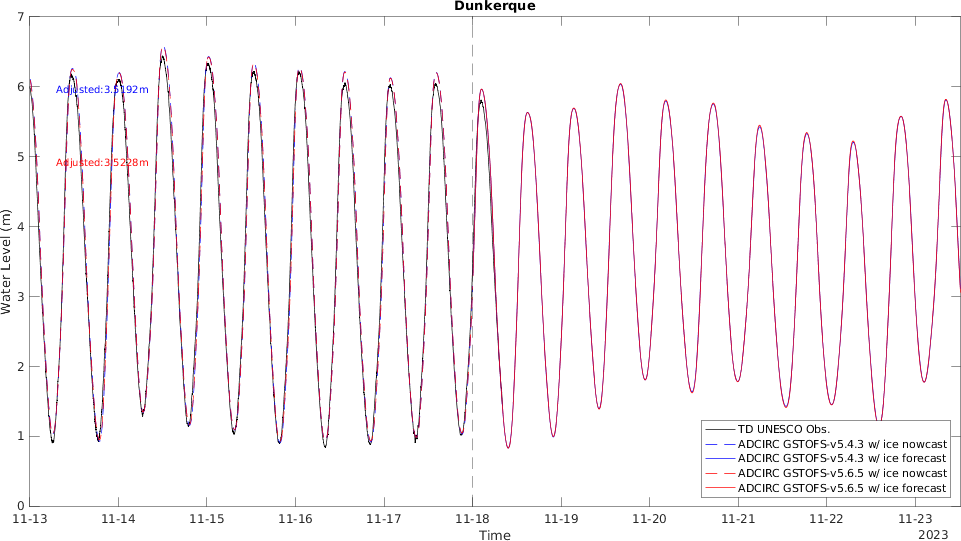 Dunkerque
7
6
5
4
3
2
1
0
Water Level (m)
Adjusted:3.5192m
Adjusted:3.5228m
TD UNESCO Obs.
ADCIRC GSTOFS-v5.4.3 w/ ice nowcast
ADCIRC GSTOFS-v5.4.3 w/ ice forecast
ADCIRC GSTOFS-v5.6.5 w/ ice nowcast
ADCIRC GSTOFS-v5.6.5 w/ ice forecast
11-13 11-14 11-15 11-16 11-17 11-18 11-19 11-20 11-21 11-22 11-23
Time
2023